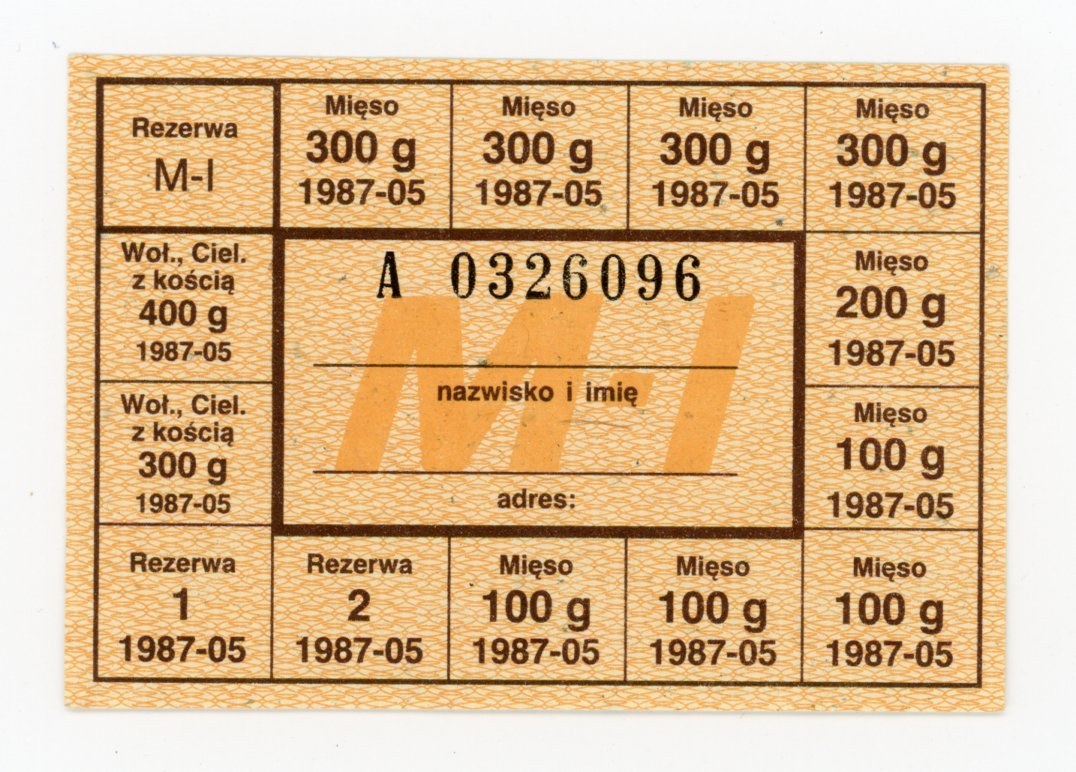 Rezerwa
M-I
Mięso
300 g
1987-05
Mięso
300 g
1987-05
Mięso
300 g
1987-05
Mięso
300 g
1987-05
Woł., Ciel.
z kością
400 g
1987-05
A 0326096
M-I
nazwisko i imię
adres:
Mięso
200 g
1987-05
Woł., Ciel.
z kością
300 g
1987-05
Mięso
100 g
1987-05
Rezerwa
1
1987-05
Rezerwa
2
1987-05
Mięso
100 g
1987-05
Mięso
100 g
1987-05
Mięso
100 g
1987-05